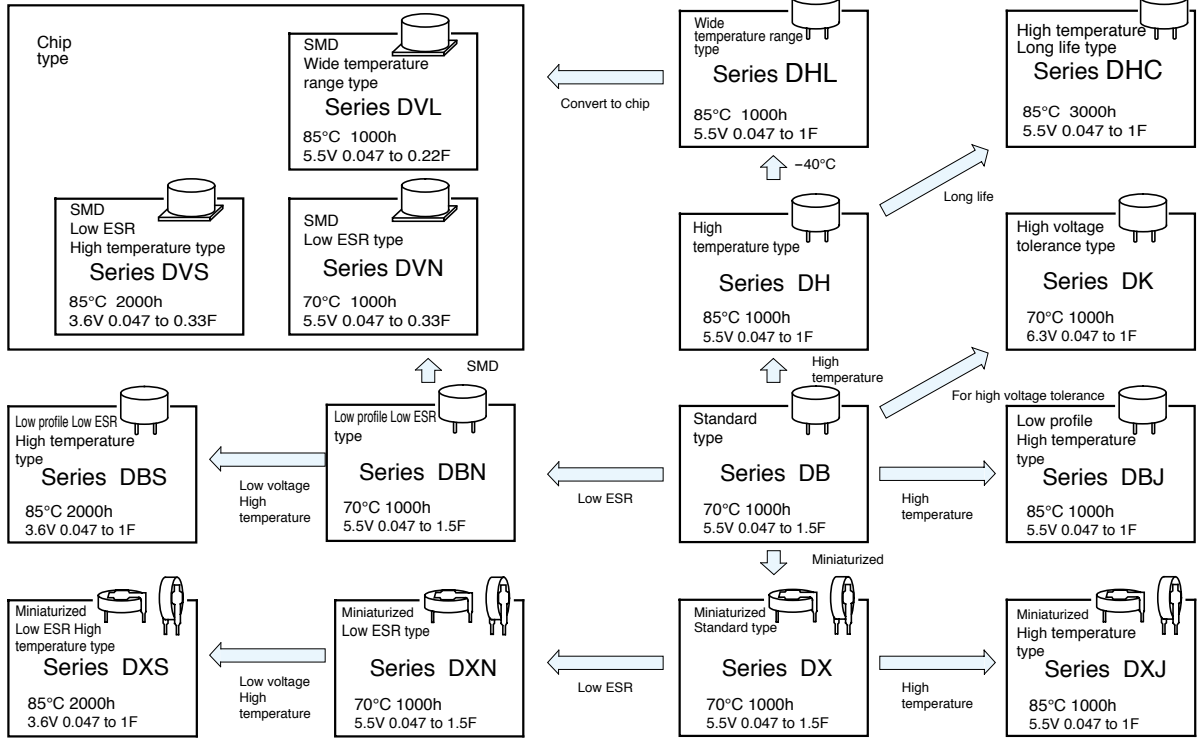 Chip
type
SMD
Wide temperature
range type
Series DVL
85°C 1000h
5.5V 0.047 to 0.22F
Convert to chip
Wide
temperature range
type
Series DHL
85°C 1000h
5.5V 0.047 to 1F
High temperature
Long life type
Series DHC
85°C 3000h
5.5V 0.047 to 1F
−40°C
Long life
SMD
Low ESR
High temperature type
Series DVS
85°C 2000h
3.6V 0.047 to 0.33F
SMD
Low ESR type
Series DVN
70°C 1000h
5.5V 0.047 to 0.33F
High
temperature type
Series DH
85°C 1000h
5.5V 0.047 to 1F
High voltage
tolerance type
Series DK
70°C 1000h
6.3V 0.047 to 1F
SMD
High
temperature
For high voltage tolerance
Low profile Low ESR
High temperature
type
Series DBS
85°C 2000h
3.6V 0.047 to 1F
Low voltage
High
temperature
Low profile Low ESR
type
Series DBN
70°C 1000h
5.5V 0.047 to 1.5F
Low ESR
Standard
type
Series DB
70°C 1000h
5.5V 0.047 to 1.5F
High
temperature
Low profile
High temperature
type
Series DBJ
85°C 1000h
5.5V 0.047 to 1F
Miniaturized
Miniaturized
Low ESR High
temperature type
Series DXS
85°C 2000h
3.6V 0.047 to 1F
Low voltage
High
temperature
Miniaturized
Low ESR type
Series DXN
70°C 1000h
5.5V 0.047 to 1.5F
Low ESR
Miniaturized
Standard type
Series DX
70°C 1000h
5.5V 0.047 to 1.5F
High
temperature
Miniaturized
High temperature
type
Series DXJ
85°C 1000h
5.5V 0.047 to 1F